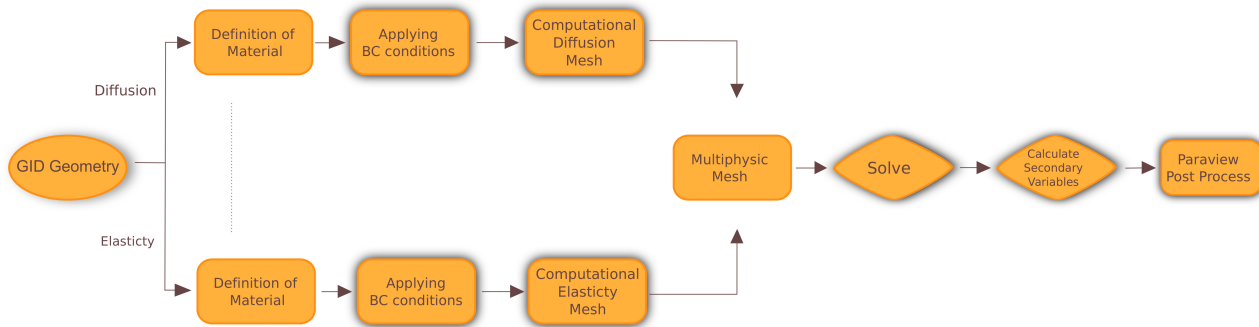 Definition of
Material
Applying
BC conditions
Computational
Diffusion
Mesh
Diffusion
GID Geometry
Elasticty
Multiphysic
Mesh
Solve
Calculate
Secondary
Variables
Paraview
Post Process
Definition of
Material
Applying
BC conditions
Computational
Elasticty
Mesh